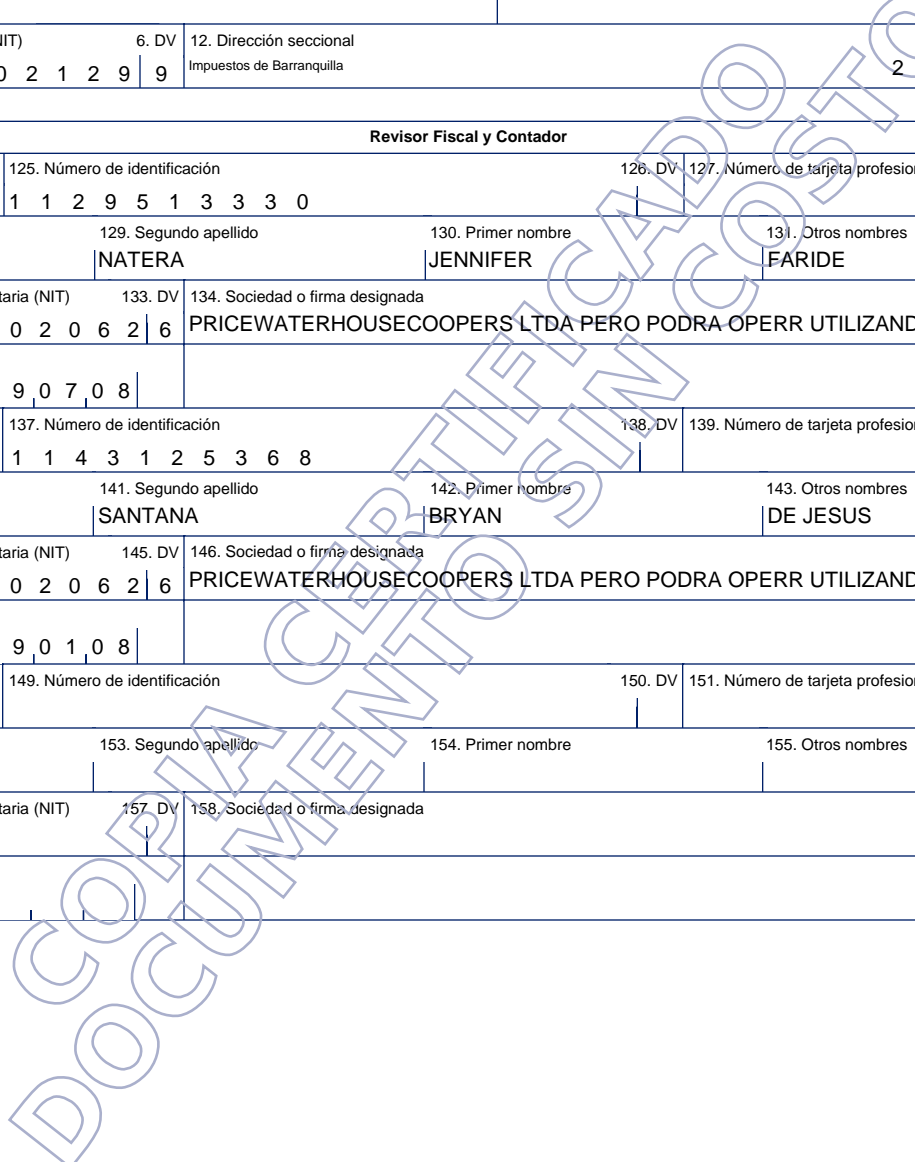 IT) 6. DV 12. Dirección seccional
0 2 1 2 9 9 Impuestos de Barranquilla 2
Revisor Fiscal y Contador
125. Número de identificación 126. DV 127. Número de tarjeta profesion
1 1 2 9 5 1 3 3 3 0
129. Segundo apellido 130. Primer nombre 131. Otros nombres
NATERA JENNIFER FARIDE
taria (NIT) 133. DV 134. Sociedad o firma designada
0 2 0 6 2 6 PRICEWATERHOUSECOOPERS LTDA PERO PODRA OPERR UTILIZAND
9 0 7 0 8
137. Número de identificación 138. DV 139. Número de tarjeta profesion
1 1 4 3 1 2 5 3 6 8
141. Segundo apellido 142. Primer nombre 143. Otros nombres
SANTANA BRYAN DE JESUS
taria (NIT) 145. DV 146. Sociedad o firma designada
0 2 0 6 2 6 PRICEWATERHOUSECOOPERS LTDA PERO PODRA OPERR UTILIZAND
9 0 1 0 8
149. Número de identificación 150. DV 151. Número de tarjeta profesion
153. Segundo apellido 154. Primer nombre 155. Otros nombres
taria (NIT) 157. DV 158. Sociedad o firma designada
COPIA CERTIFICADO
DOCUMENTO SIN COSTO